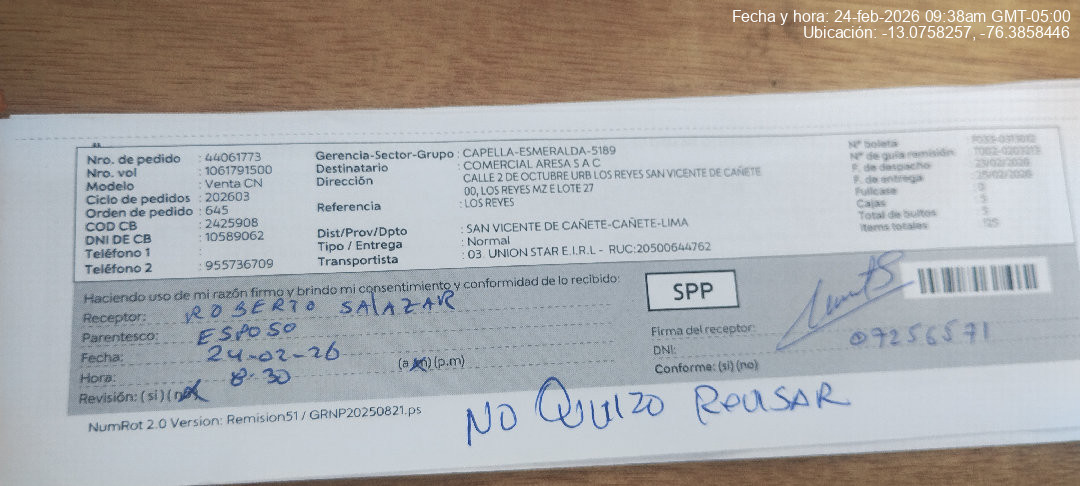 Fecha y hora: 24-feb-2026 09:38am GMT-05:00
Ubicación: -13.0758257, -76.3858446
Nro. de pedido : 44061773
Nro. vol : 1061791500
Modelo : Venta CN
Ciclo de pedidos : 202603
Orden de pedido : 645
COD CB : 2425908
DNI DE CB : 10589062
Teléfono 1 :
Teléfono 2 : 955736709
Gerencia-Sector-Grupo : CAPELLA-ESMERALDA-5189
Destinatario : COMERCIAL ARESA S A C
Dirección : CALLE 2 DE OCTUBRE URB LOS REYES SAN VICENTE DE CAÑETE
00, LOS REYES MZ E LOTE 27
Referencia : LOS REYES
Dist/Prov/Dpto : SAN VICENTE DE CAÑETE-CAÑETE-LIMA
Tipo / Entrega : Normal
Transportista : 03. UNION STAR E.I.R.L - RUC:20500644762
N° boleta
N° de guia remisión
F. de despacho
F. de entrega
Fullcase
Cajas
Total de bultos
Items totales
Haciendo uso de mi razón firmo y brindo mi consentimiento y conformidad de lo recibido:
Receptor: ROBERTO SALAZAR
Parentesco: ESPOSO
Fecha: 24-02-26
Hora: 8-30 (a.m) (p.m)
Revisión: (si) (no)
SPP
Firma del receptor:
DNI: 07256571
Conforme: (si) (no)
NumRot 2.0 Version: Remision51 / GRNP20250821.ps
NO QUIZO REUSAR